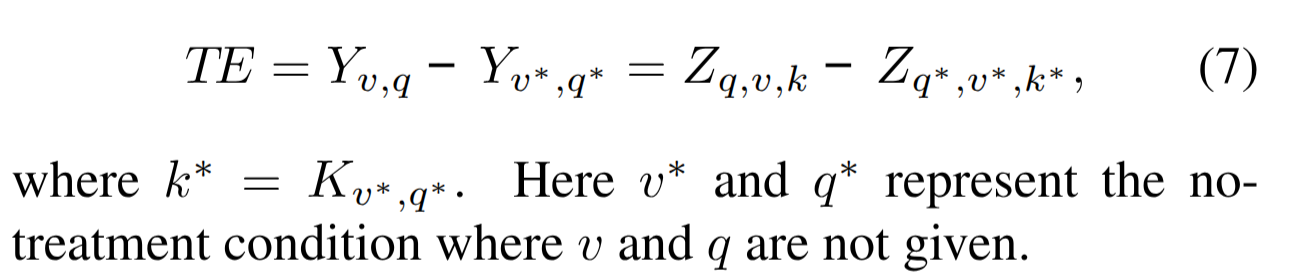 TE = Y_{v,q} − Y_{v*,q*} = Z_{q,v,k} − Z_{q*,v*,k*}, (7)
where k* = K_{v*,q*}. Here v* and q* represent the no-
treatment condition where v and q are not given.